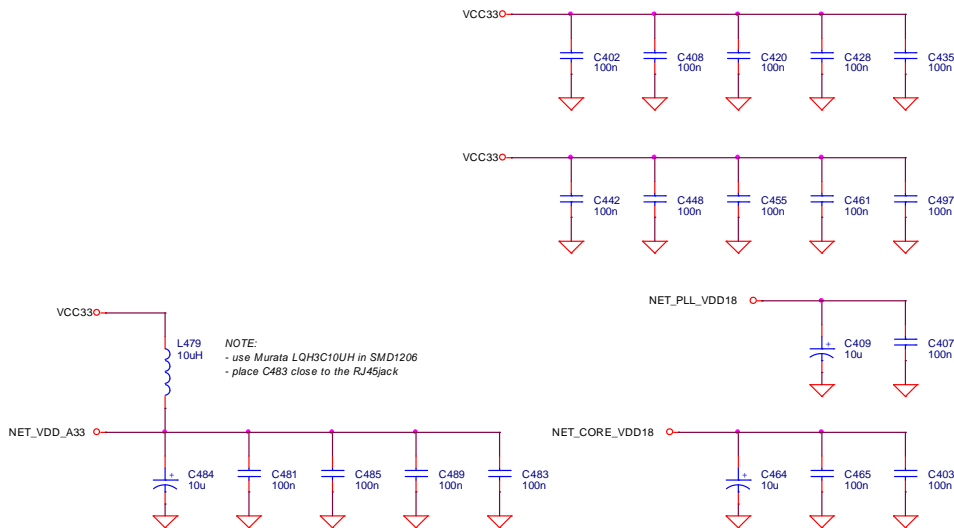 VCC33
C402
100n
C408
100n
C420
100n
C428
100n
C435
100n
VCC33
C442
100n
C448
100n
C455
100n
C461
100n
C497
100n
NET_PLL_VDD18
C409
10u
C407
100n
VCC33
L479
10uH
NOTE:
- use Murata LQH3C10UH in SMD1206
- place C483 close to the RJ45jack
NET_VDD_A33
+
C484
10u
C481
100n
C485
100n
C489
100n
C483
100n
NET_CORE_VDD18
+
C464
10u
C465
100n
C403
100n